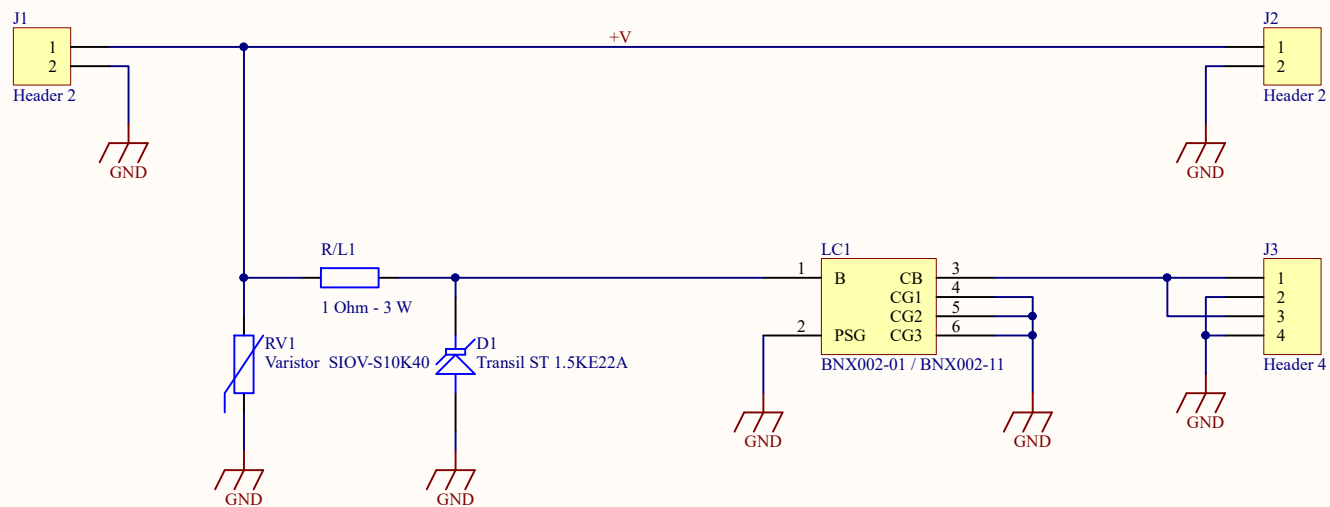 J1
1
2
Header 2
GND
+V
J2
1
2
Header 2
GND
R/L1
1 Ohm - 3 W
RV1
Varistor SIOV-S10K40
GND
D1
Transil ST 1.5KE22A
GND
LC1
1 B CB 3
CG1 4
CG2 5
2 PSG CG3 6
BNX002-01 / BNX002-11
GND
GND
J3
1
2
3
4
Header 4
GND